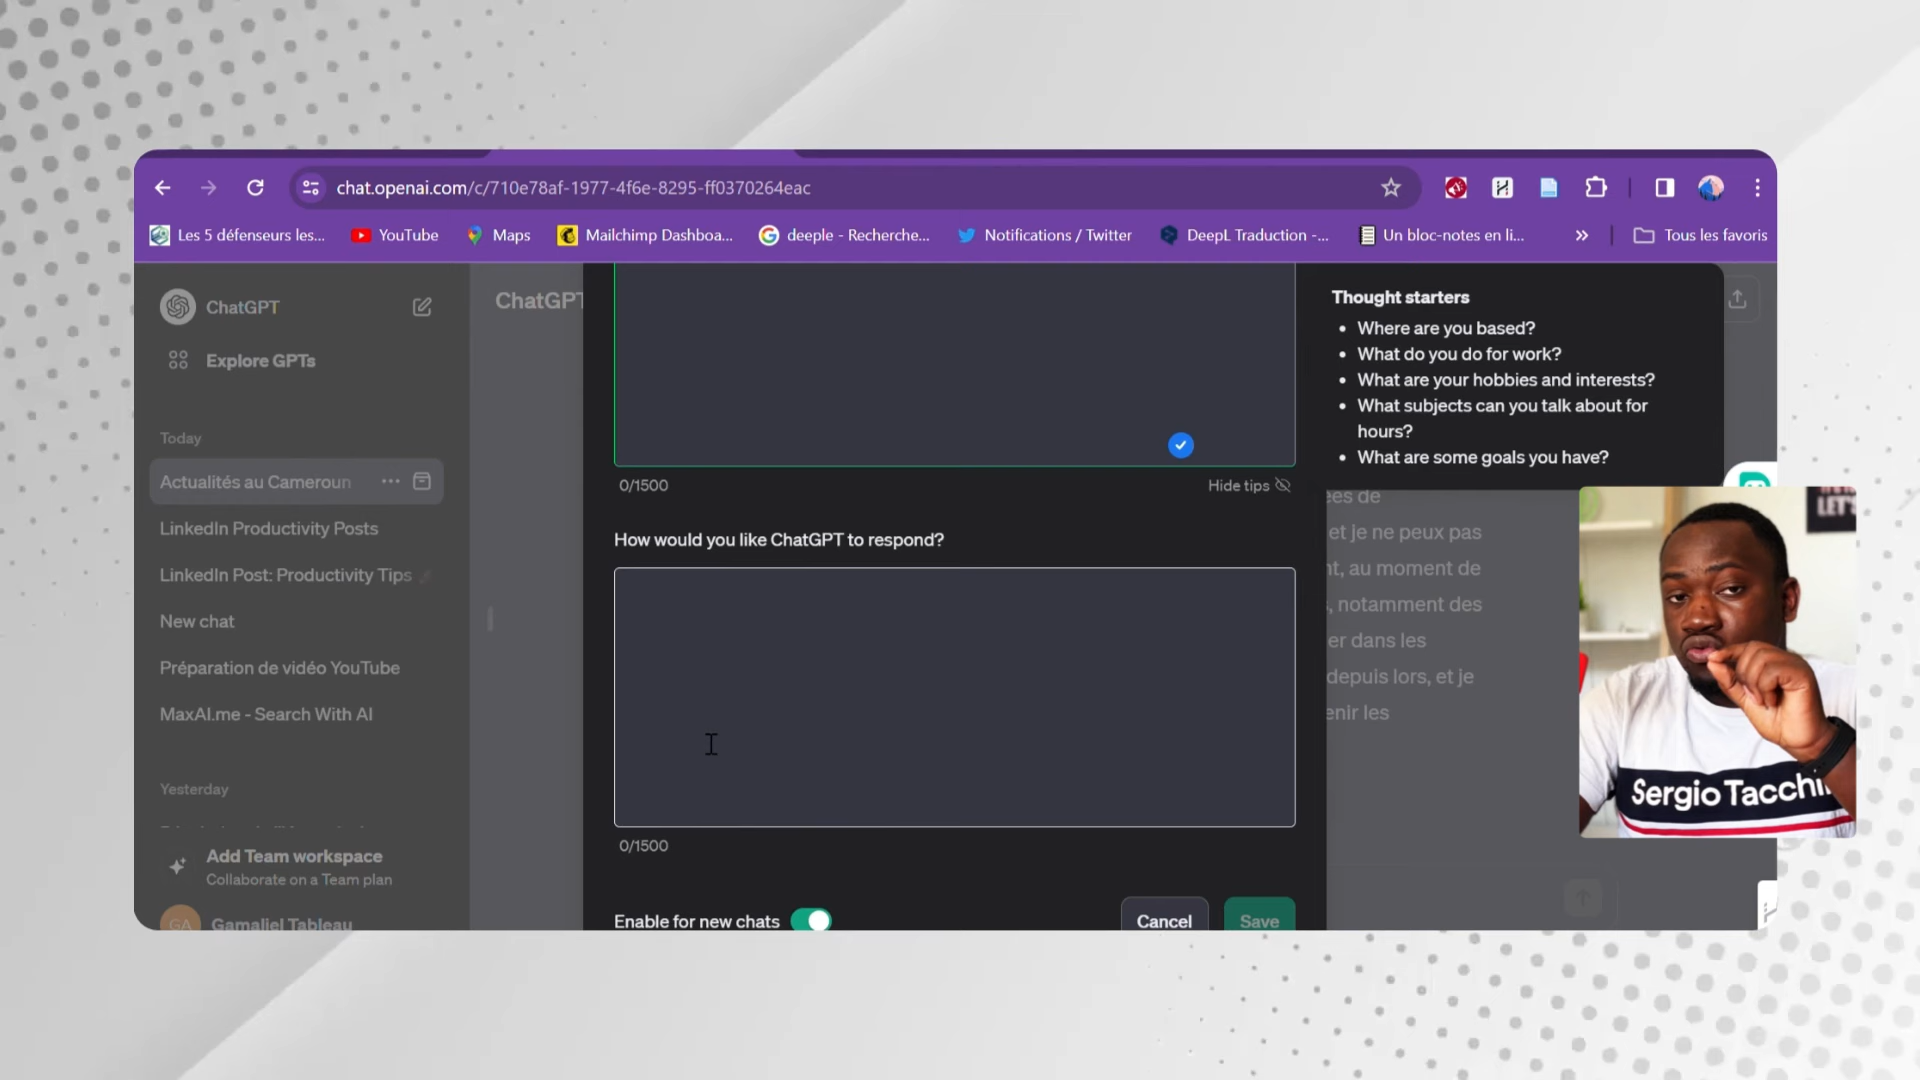 chat.openai.com/c/710e78af-1977-4f6e-8295-ff0370264eac
Les 5 défenseurs les...
YouTube
Maps
Mailchimp Dashboa...
deeple - Recherche...
Notifications / Twitter
DeepL Traduction -...
Un bloc-notes en li...
Tous les favoris
ChatGPT
Explore GPTs
Today
Actualités au Cameroun
LinkedIn Productivity Posts
LinkedIn Post: Productivity Tips
New chat
Préparation de vidéo YouTube
MaxAI.me - Search With AI
Yesterday
Add Team workspace
Collaborate on a Team plan
GA
Gamaliel Tableau
ChatGPT
0/1500
Hide tips
How would you like ChatGPT to respond?
0/1500
Enable for new chats
Cancel
Save
Thought starters
• Where are you based?
• What do you do for work?
• What are your hobbies and interests?
• What subjects can you talk about for
hours?
• What are some goals you have?
ées de
et je ne peux pas
nt, au moment de
, notamment des
er dans les
depuis lors, et je
enir les
LET'S
Sergio Tacchi